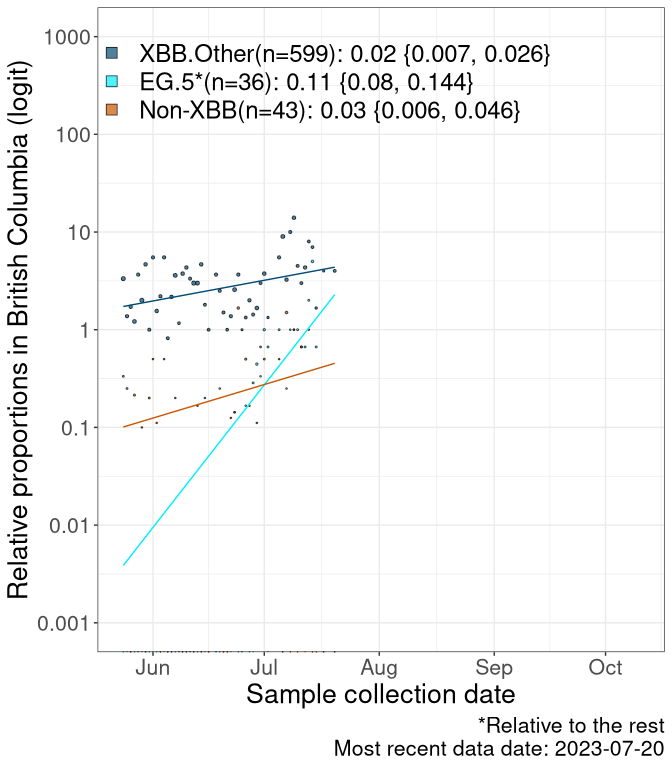 Relative proportions in British Columbia (logit)
1000
100
10
1
0.1
0.01
0.001
XBB.Other(n=599): 0.02 {0.007, 0.026}
EG.5*(n=36): 0.11 {0.08, 0.144}
Non-XBB(n=43): 0.03 {0.006, 0.046}
Jun Jul Aug Sep Oct
Sample collection date
*Relative to the rest
Most recent data date: 2023-07-20